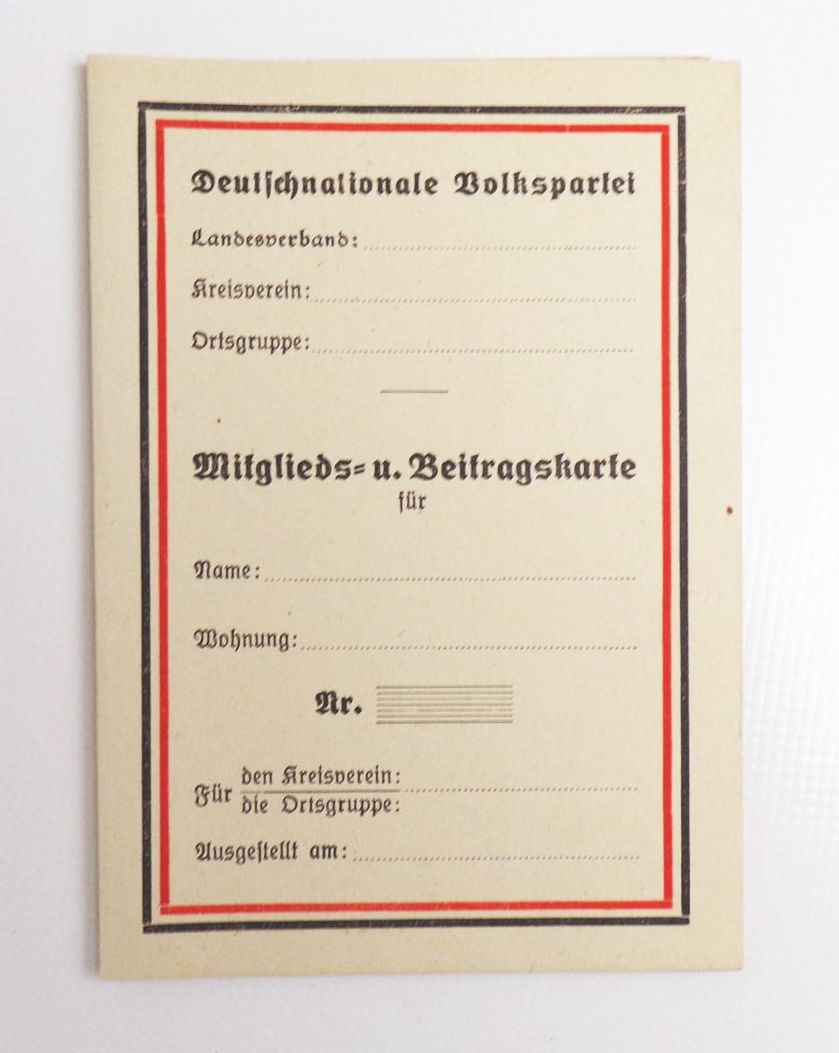 Deutſchnationale Volkspartei
Landesverband:
Kreisverein:
Ortsgruppe:
Mitglieds- u. Beitragskarte
für
Name:
Wohnung:
Nr.
Für den Kreisverein:
die Ortsgruppe:
Ausgeſtellt am: